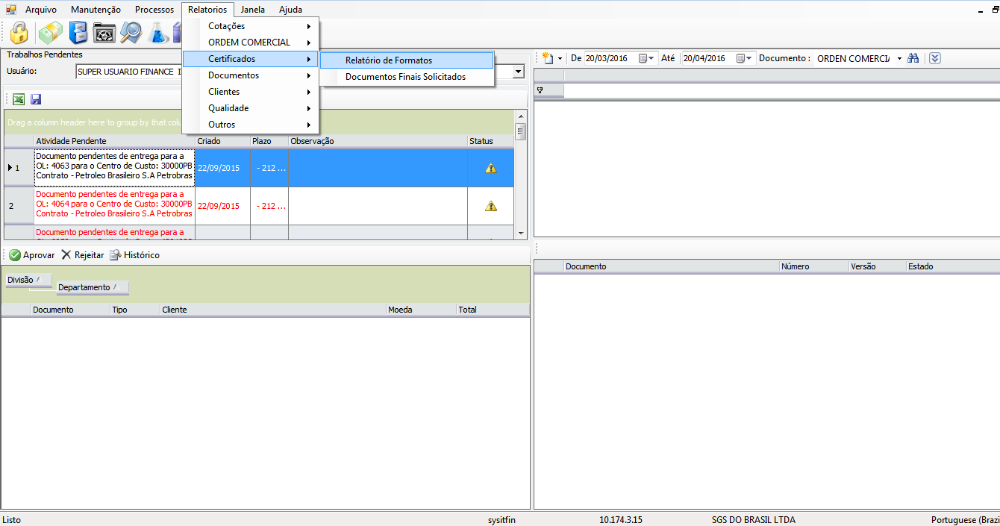 Arquivo Manutenção Processos Relatorios Janela Ajuda
Cotações
ORDEM COMERCIAL
Certificados
Documentos
Clientes
Qualidade
Outros
Relatório de Formatos
Documentos Finais Solicitados
Trabalhos Pendentes
Usuário: SUPER USUARIO FINANCE
Drag a column header here to group by that
Atividade Pendente Criado Plazo Observação Status
1 Documento pendentes de entrega para a
OL: 4063 para o Centro de Custo: 30000PB
Contrato - Petroleo Brasileiro S.A Petrobras
22/09/2015 - 212 ...
2 Documento pendentes de entrega para a
OL: 4064 para o Centro de Custo: 30000PB
Contrato - Petroleo Brasileiro S.A Petrobras
22/09/2015 - 212 ...
Documento pendentes de entrega para a
De 20/03/2016 Até 20/04/2016 Documento : ORDEN COMERCI
Aprovar Rejeitar Histórico
Divisão
Departamento
Documento Tipo Cliente Moeda Total
Documento Número Versão Estado
Listo sysitfin 10.174.3.15 SGS DO BRASIL LTDA Portuguese (Brazi